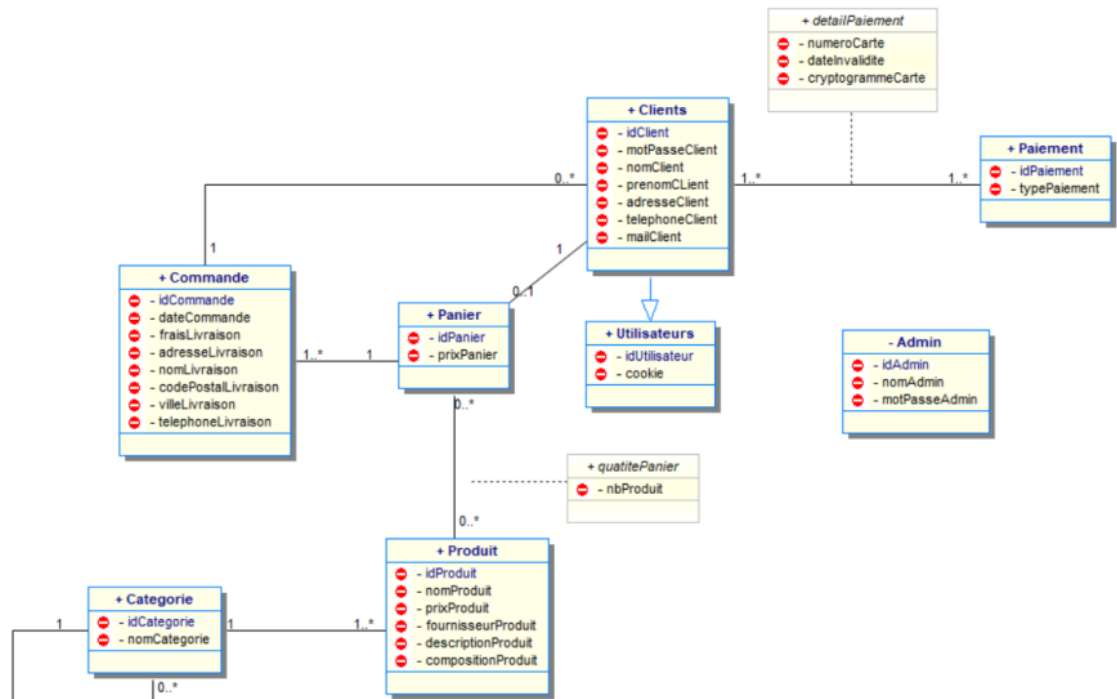 + detailPaiement
- numeroCarte
- dateInvalidite
- cryptogrammeCarte
+ Clients
- idClient
- motPasseClient
- nomClient
- prenomCLient
- adresseClient
- telephoneClient
- mailClient
+ Paiement
- idPaiement
- typePaiement
0..*
1..*
1..*
1
1
0..1
+ Commande
- idCommande
- dateCommande
- fraisLivraison
- adresseLivraison
- nomLivraison
- codePostalLivraison
- villeLivraison
- telephoneLivraison
1..*
1
+ Panier
- idPanier
- prixPanier
+ Utilisateurs
- idUtilisateur
- cookie
- Admin
- idAdmin
- nomAdmin
- motPasseAdmin
0..*
+ quatitePanier
- nbProduit
0..*
+ Produit
- idProduit
- nomProduit
- prixProduit
- fournisseurProduit
- descriptionProduit
- compositionProduit
+ Categorie
- idCategorie
- nomCategorie
1
1
1..*
0..*